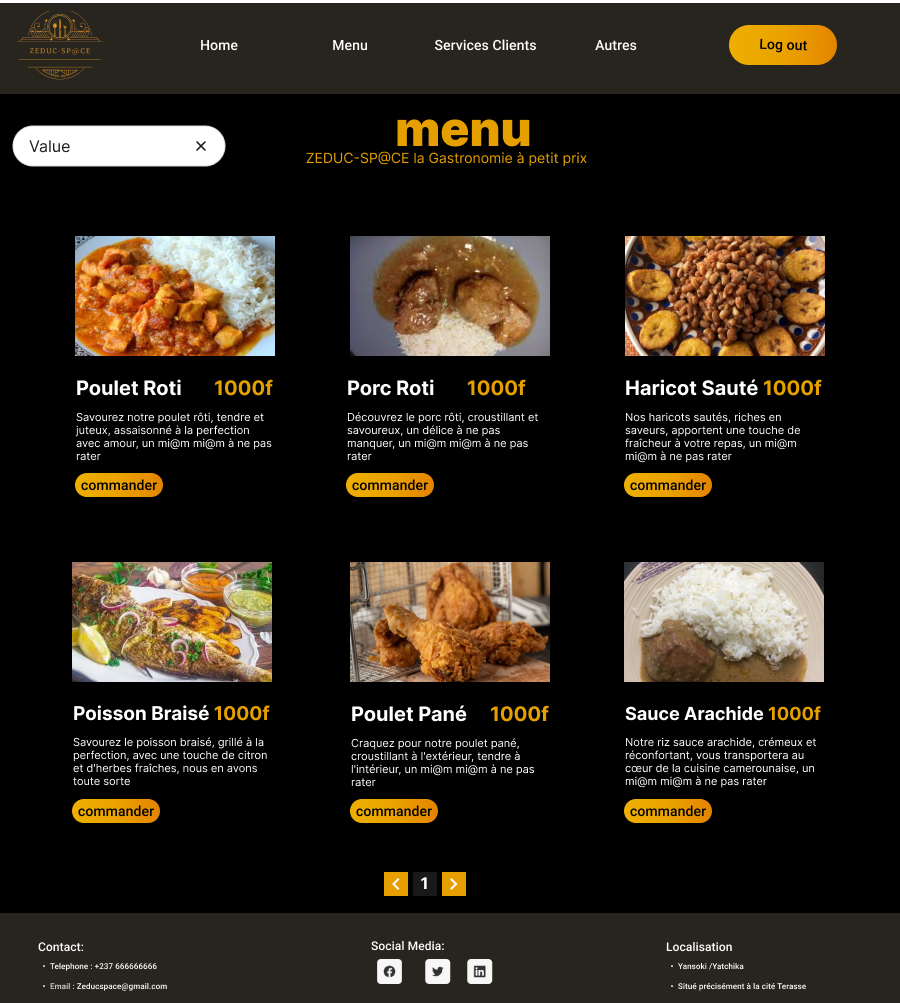 ZEDUC-SP@CE
Home
Menu
Services Clients
Autres
Log out
Value
menu
ZEDUC-SP@CE la Gastronomie à petit prix
Poulet Roti 1000f
Savourez notre poulet rôti, tendre et
juteux, assaisonné à la perfection
avec amour, un mi@m mi@m à ne pas
rater
commander
Porc Roti 1000f
Découvrez le porc rôti, croustillant et
savoureux, un délice à ne pas
manquer, un mi@m mi@m à ne pas
rater
commander
Haricot Sauté 1000f
Nos haricots sautés, riches en
saveurs, apportent une touche de
fraîcheur à votre repas, un mi@m
mi@m à ne pas rater
commander
Poisson Braisé 1000f
Savourez le poisson braisé, grillé à la
perfection, avec une touche de citron
et d'herbes fraîches, nous en avons
toute sorte
commander
Poulet Pané 1000f
Craquez pour notre poulet pané,
croustillant à l'extérieur, tendre à
l'intérieur, un mi@m mi@m à ne pas
rater
commander
Sauce Arachide 1000f
Notre riz sauce arachide, crémeux et
réconfortant, vous transportera au
cœur de la cuisine camerounaise, un
mi@m mi@m à ne pas rater
commander
1
Contact:
• Telephone : +237 666666666
• Email : Zeducspace@gmail.com
Social Media:
Localisation
• Yansoki /Yatchika
• Situé précisément à la cité Terasse